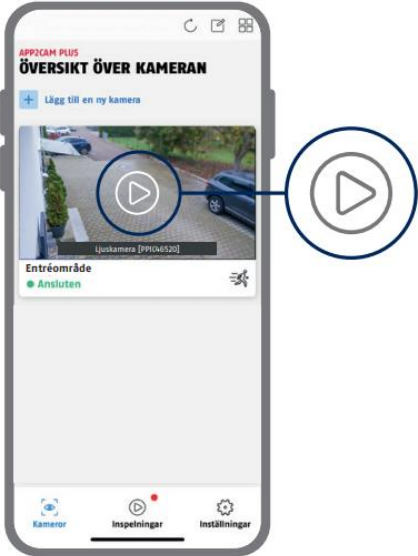 APP2CAM PLUS
ÖVERSIKT ÖVER KAMERAN
Lägg till en ny kamera
Ljuskamera [PPIC46520]
Entréområde
Ansluten
Kameror
Inspelningar
Inställningar